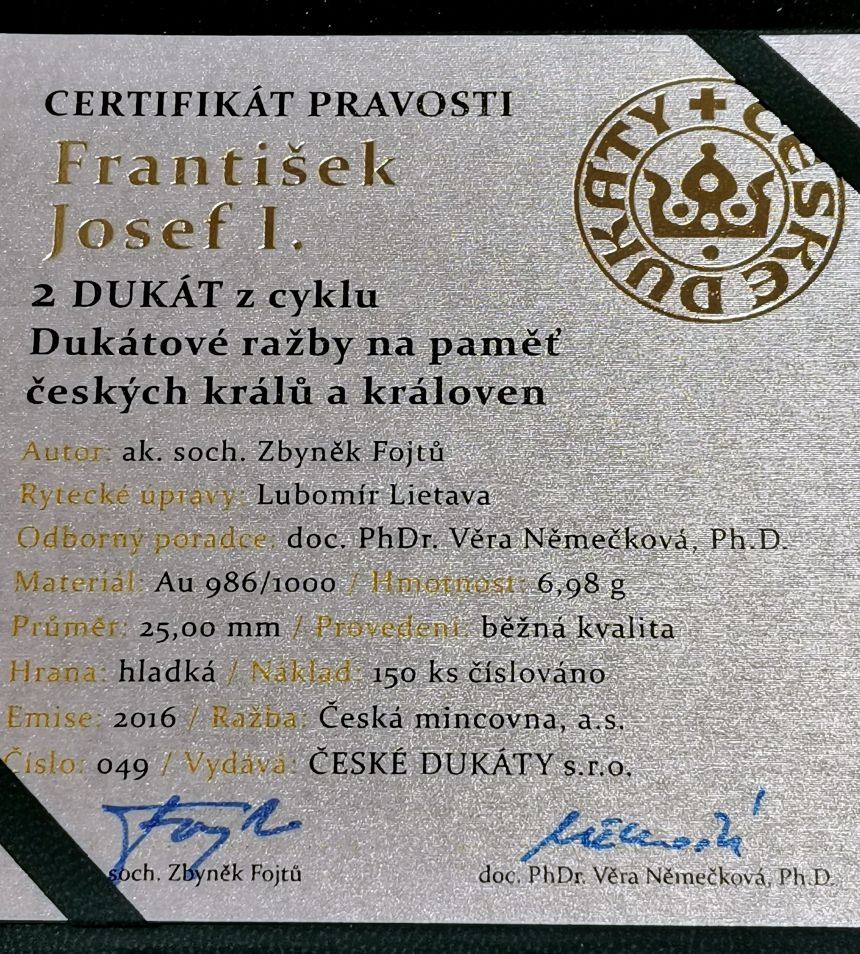 CERTIFIKÁT PRAVOSTI
František
Josef I.
ČESKÉ DUKÁTY
2 DUKÁT z cyklu
Dukátové ražby na paměť
českých králů a královen
Autor: ak. soch. Zbyněk Fojtů
Rytecké úpravy: Lubomír Lietava
Odborný poradce: doc. PhDr. Věra Němečková, Ph.D.
Materiál: Au 986/1000 / Hmotnost: 6,98 g
Průměr: 25,00 mm / Provedení: běžná kvalita
Hrana: hladká / Náklad: 150 ks číslováno
Emise: 2016 / Ražba: Česká mincovna, a.s.
Číslo: 049 / Vydává: ČESKÉ DUKÁTY s.r.o.
soch. Zbyněk Fojtů
doc. PhDr. Věra Němečková, Ph.D.